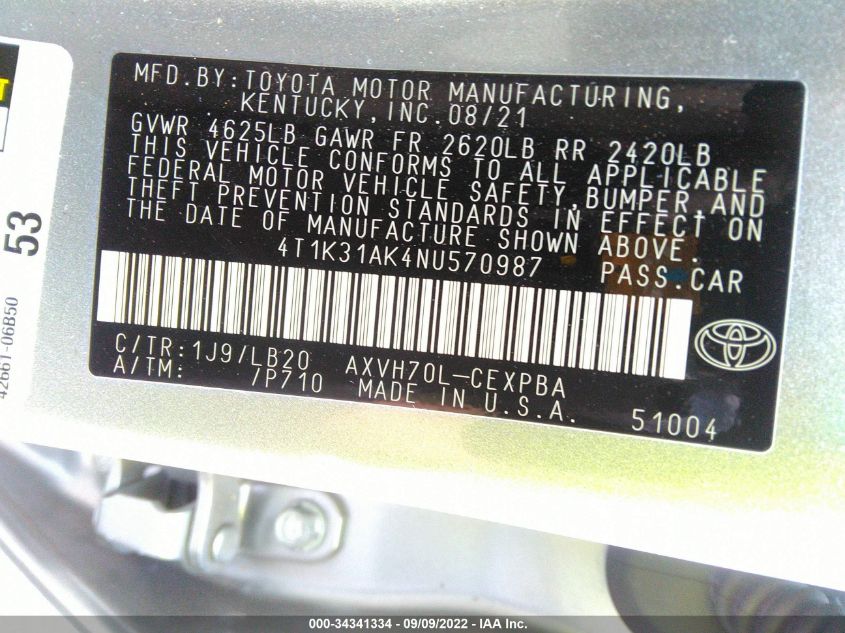 MFD.BY:TOYOTA MOTOR MANUFACTURING,
KENTUCKY,INC.08/21
GVWR 4625LB GAWR FR 2620LB RR 2420LB
THIS VEHICLE CONFORMS TO ALL APPLICABLE
FEDERAL MOTOR VEHICLE SAFETY,BUMPER,AND
THEFT PREVENTION STANDARDS IN EFFECT ON
THE DATE OF MANUFACTURE SHOWN ABOVE.
4T1K31AK4NU570987 PASS.CAR
C/TR:1J9/LB20 AXVH70L-CEXPBA
A/TM: /P710 MADE IN U.S.A.
51004
53
42661-06B50
000-34341334 - 09/09/2022 - IAA Inc.